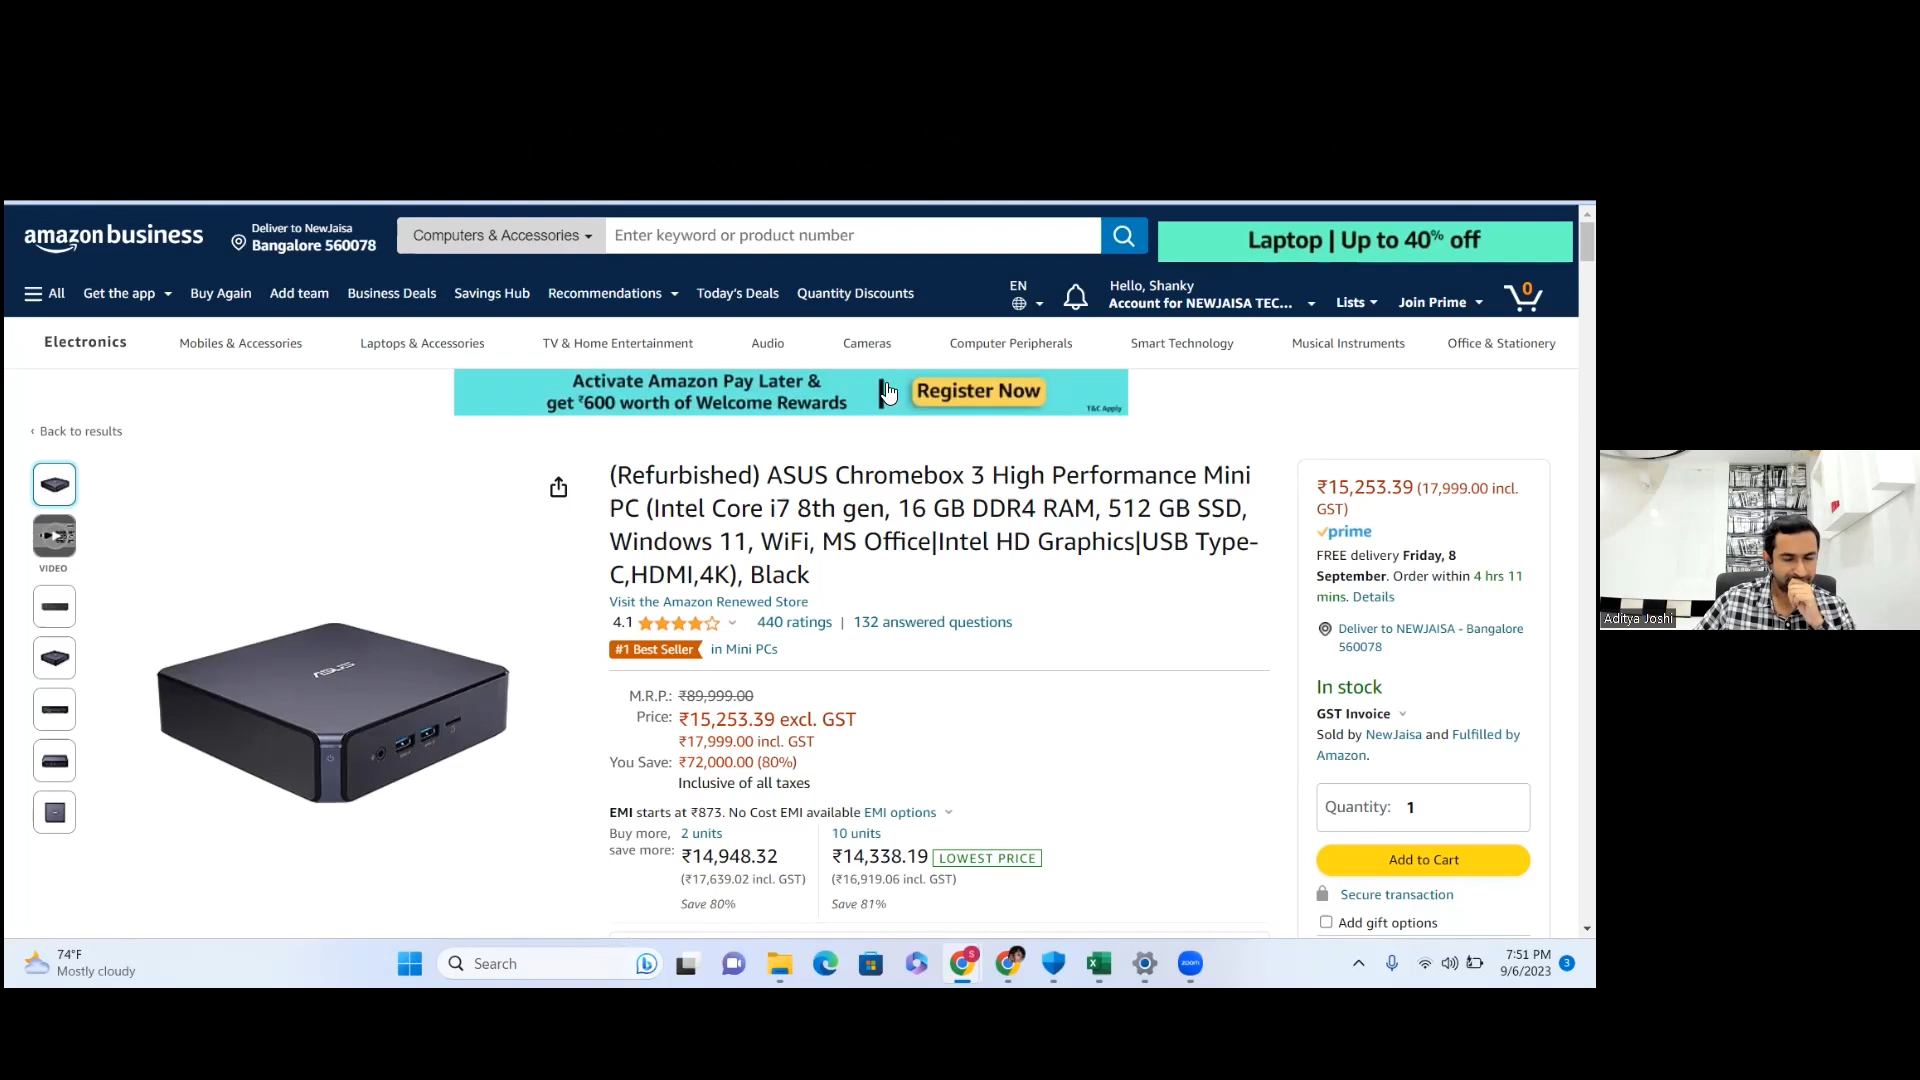 amazon business
Deliver to NewJaisa
Bangalore 560078
Computers & Accessories
Enter keyword or product number
Laptop | Up to 40% off
All
Get the app
Buy Again
Add team
Business Deals
Savings Hub
Recommendations
Today's Deals
Quantity Discounts
EN
Hello, Shanky
Account for NEWJAISA TEC...
Lists
Join Prime
0
Electronics
Mobiles & Accessories
Laptops & Accessories
TV & Home Entertainment
Audio
Cameras
Computer Peripherals
Smart Technology
Musical Instruments
Office & Stationery
Activate Amazon Pay Later &
get ₹600 worth of Welcome Rewards
Register Now
T&C Apply
‹ Back to results
VIDEO
ASUS
(Refurbished) ASUS Chromebox 3 High Performance Mini
PC (Intel Core i7 8th gen, 16 GB DDR4 RAM, 512 GB SSD,
Windows 11, WiFi, MS Office|Intel HD Graphics|USB Type-
C,HDMI,4K), Black
Visit the Amazon Renewed Store
4.1
440 ratings | 132 answered questions
#1 Best Seller in Mini PCs
M.R.P.: ₹89,999.00
Price: ₹15,253.39 excl. GST
₹17,999.00 incl. GST
You Save: ₹72,000.00 (80%)
Inclusive of all taxes
EMI starts at ₹873. No Cost EMI available EMI options
Buy more,
save more:
2 units
₹14,948.32
(₹17,639.02 incl. GST)
Save 80%
10 units
₹14,338.19 LOWEST PRICE
(₹16,919.06 incl. GST)
Save 81%
₹15,253.39 (17,999.00 incl.
GST)
prime
FREE delivery Friday, 8
September. Order within 4 hrs 11
mins. Details
Deliver to NEWJAISA - Bangalore
560078
In stock
GST Invoice
Sold by NewJaisa and Fulfilled by
Amazon.
Quantity: 1
Add to Cart
Secure transaction
Add gift options
Aditya Joshi
74°F
Mostly cloudy
Search
S
zoom
7:51 PM
9/6/2023
3